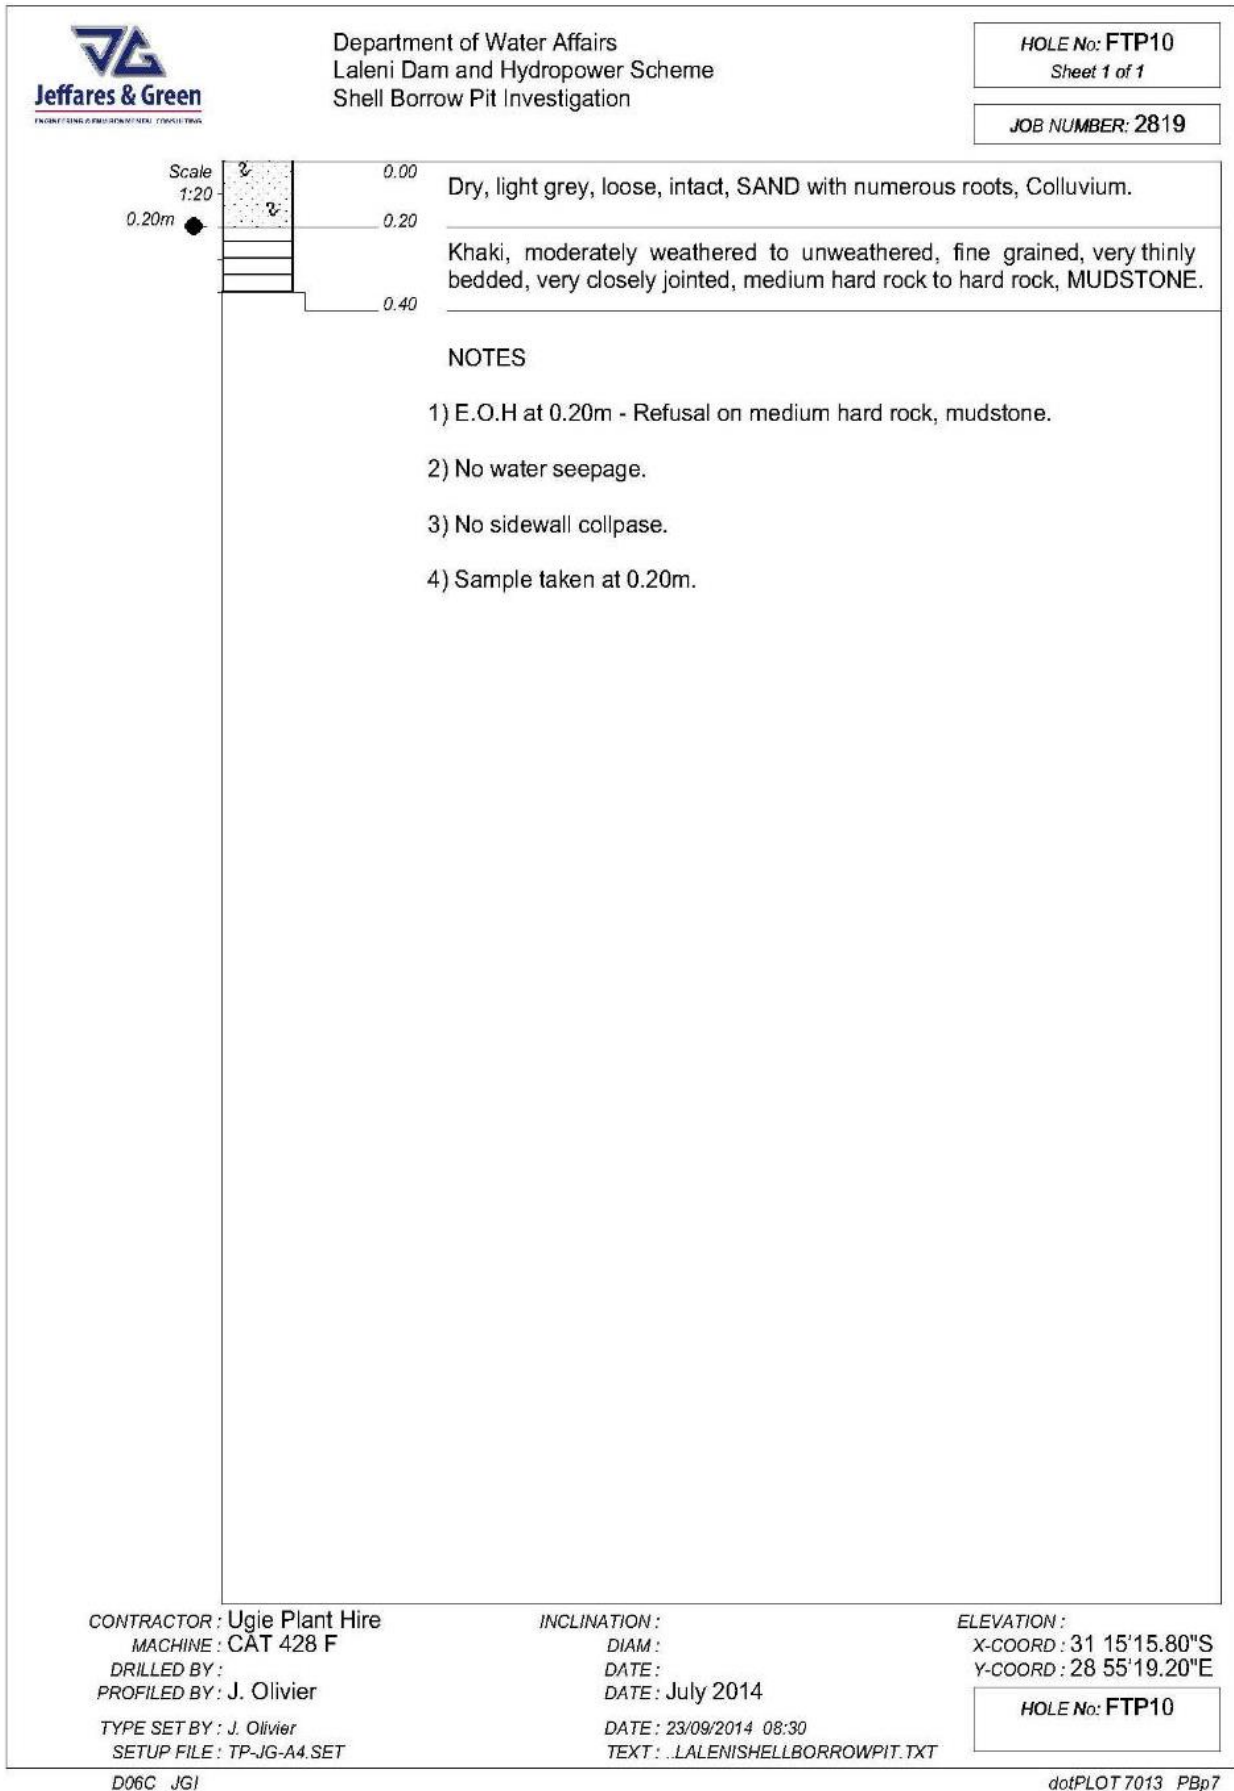 Jeffares & Green
ENGINEERING & ENVIRONMENTAL CONSULTING
Department of Water Affairs
Laleni Dam and Hydropower Scheme
Shell Borrow Pit Investigation
HOLE No: FTP10
Sheet 1 of 1
JOB NUMBER: 2819
Scale
1:20
0.20m
0.00
Dry, light grey, loose, intact, SAND with numerous roots, Colluvium.
0.20
Khaki, moderately weathered to unweathered, fine grained, very thinly
bedded, very closely jointed, medium hard rock to hard rock, MUDSTONE.
0.40
NOTES
1) E.O.H at 0.20m - Refusal on medium hard rock, mudstone.
2) No water seepage.
3) No sidewall collpase.
4) Sample taken at 0.20m.
CONTRACTOR : Ugie Plant Hire
MACHINE : CAT 428 F
DRILLED BY :
PROFILED BY : J. Olivier
TYPE SET BY : J. Olivier
SETUP FILE : TP-JG-A4.SET
INCLINATION :
DIAM :
DATE :
DATE : July 2014
DATE : 23/09/2014 08:30
TEXT : ..LALENISHELLBORROWPIT.TXT
ELEVATION :
X-COORD : 31 15'15.80"S
Y-COORD : 28 55'19.20"E
HOLE No: FTP10
D06C JGI
dotPLOT 7013 PBp7